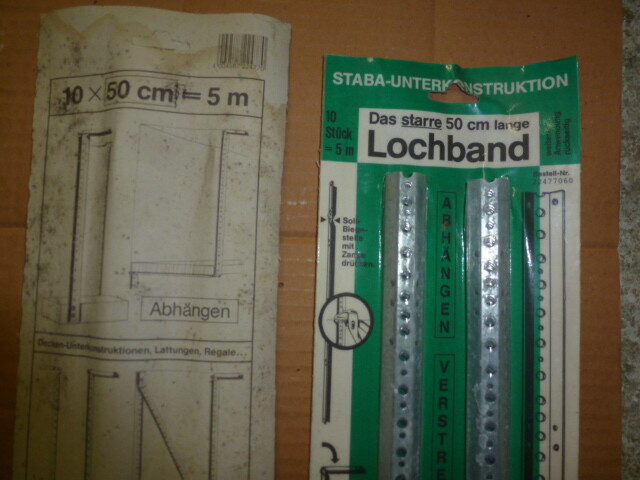 10 × 50 cm = 5 m
Abhängen
Decken-Unterkonstruktionen, Lattungen, Regale...
STABA-UNTERKONSTRUKTION
10
Stück
= 5 m
Das starre 50 cm lange
Lochband
Bestell-Nr.
Soll-
Biege-
stelle
mit
Zange
drücken
ABHÄNGEN VERSTRE